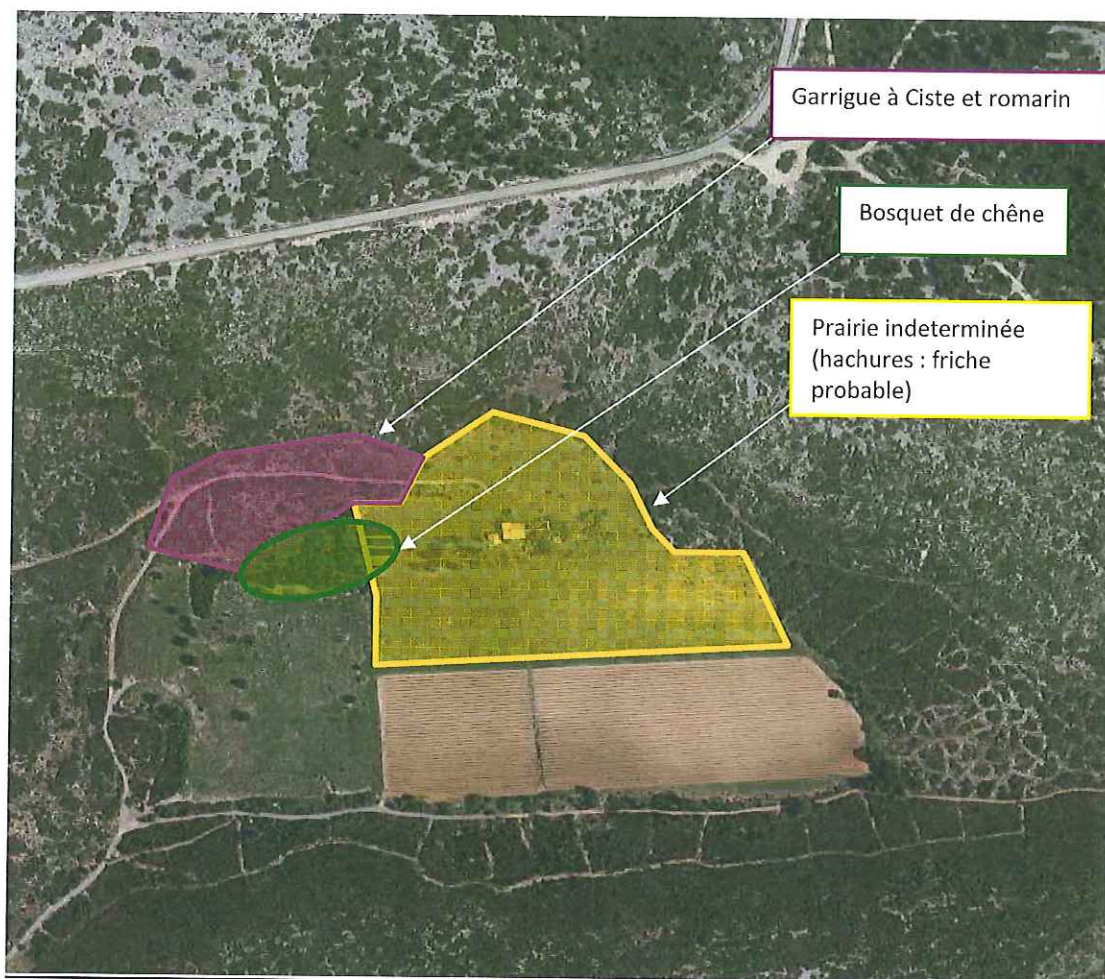 Garrigue à Ciste et romarin
Bosquet de chêne
Prairie indeterminée
(hachures : friche
probable)